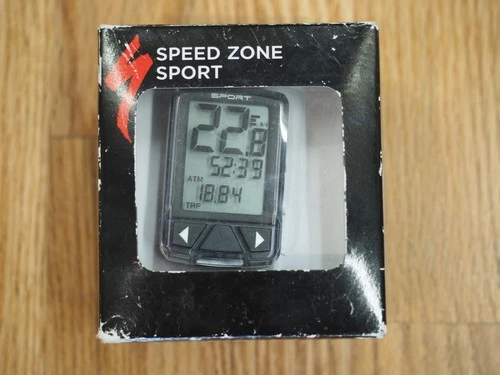 SPEED ZONE
SPORT
SPORT
22.8
52:39
ATM
18.84
TRP